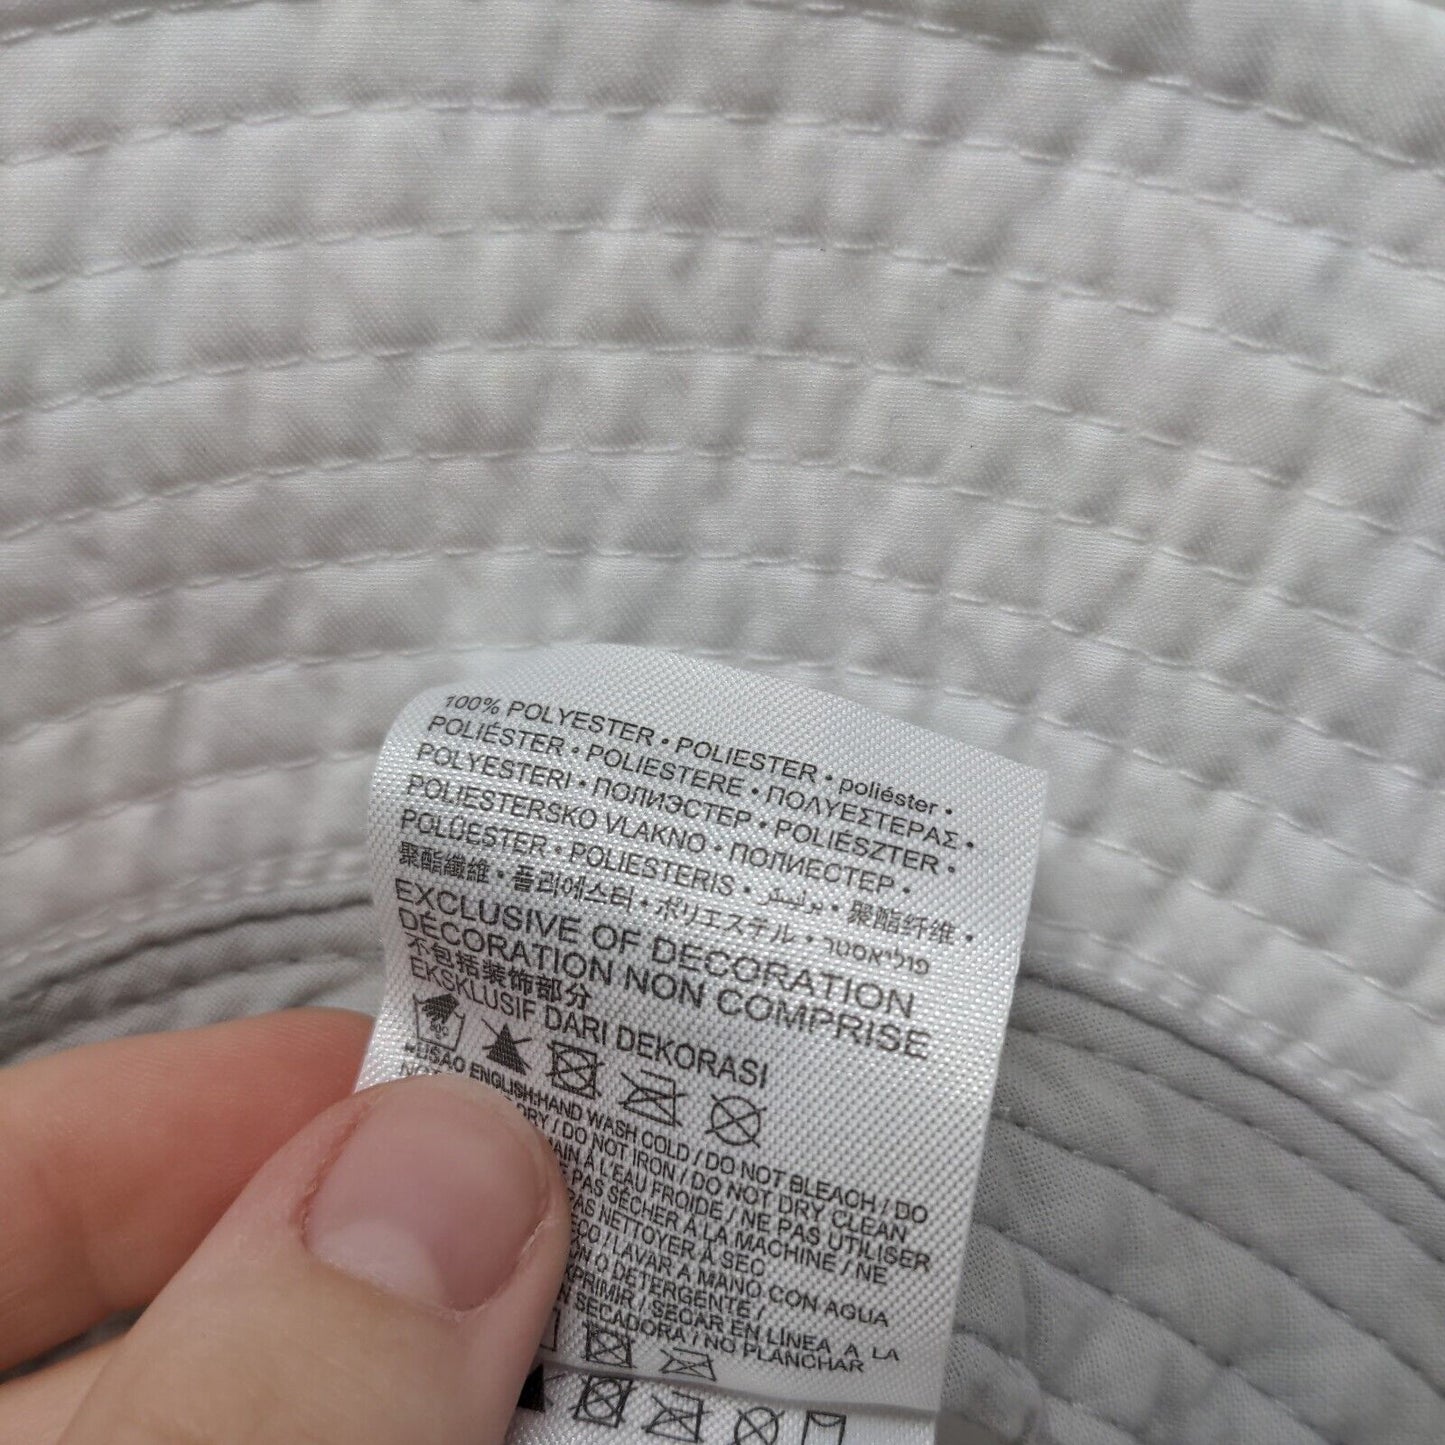 100% POLYESTER • POLIESTER • poliéster •
POLIÉSTER • POLIESTERE • ΠΟΛΥΕΣΤΕΡΑΣ •
POLYESTERI • ПОЛИЭСТЕР • POLIÉSZTER •
POLIESTERSKO VLAKNO • ПОЛИЕСТЕР •
POLÜESTER • POLIESTERIS • بوليستر • 聚酯纤维 •
聚酯纖維 • 폴리에스터 • ポリエステル • פוליאסטר
EXCLUSIVE OF DECORATION
DÉCORATION NON COMPRISE
不包括装饰部分
EKSKLUSIF DARI DEKORASI
ENGLISH:HAND WASH COLD / DO NOT BLEACH / DO
DRY / DO NOT IRON / DO NOT DRY CLEAN
À L'EAU FROIDE / NE PAS UTILISER
PAS SÉCHER À LA MACHINE / NE
PAS NETTOYER À SEC
/ LAVAR A MANO CON AGUA
O DETERGENTE /
/ SECAR EN LÍNEA A LA
SECADORA / NO PLANCHAR